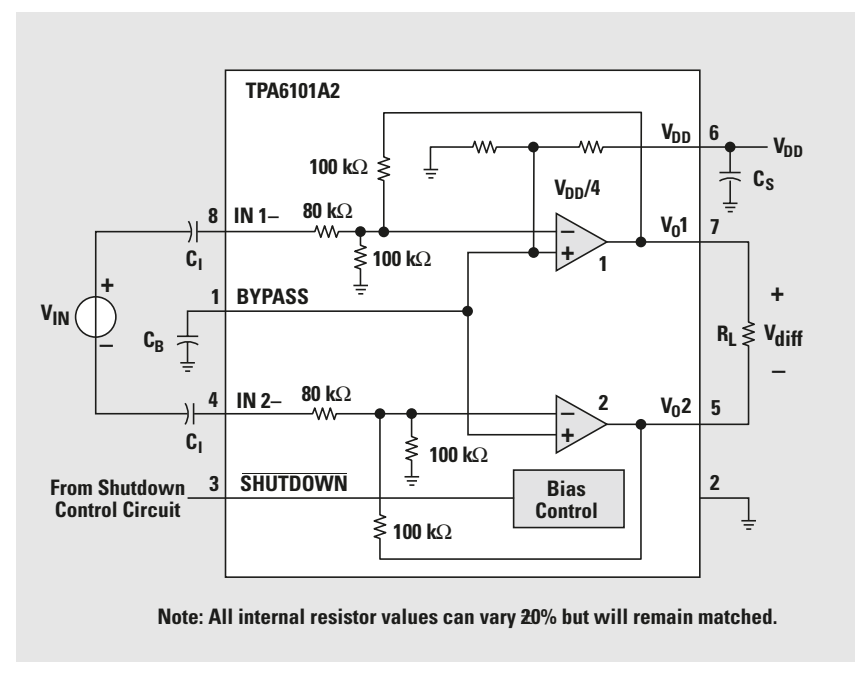 TPA6101A2
V_DD 6
V_DD
100 kΩ
C_S
V_DD/4
8 IN 1– 80 kΩ
V_O1 7
–
+
1
C_I
100 kΩ
+
V_IN
–
1 BYPASS
C_B
+
R_L V_diff
–
4 IN 2– 80 kΩ
2
V_O2 5
–
+
C_I
100 kΩ
From Shutdown
Control Circuit
3 SHUTDOWN
Bias
Control
2
100 kΩ
Note: All internal resistor values can vary ±20% but will remain matched.